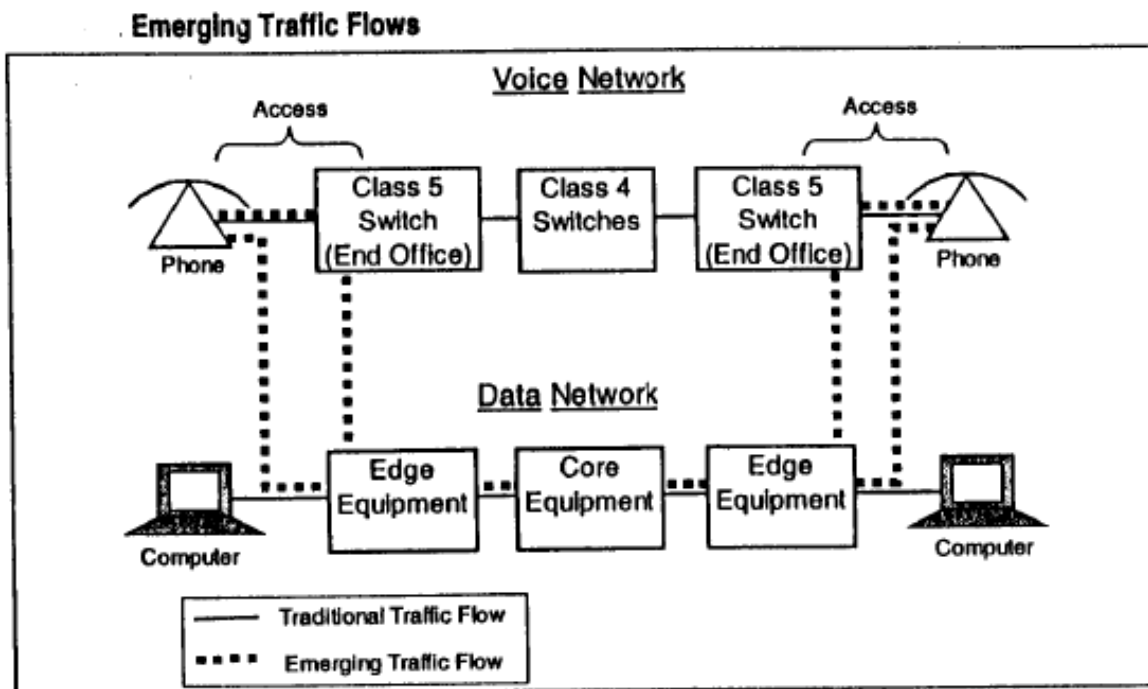 Emerging Traffic Flows
Voice Network
Access
Access
Class 5
Switch
(End Office)
Class 4
Switches
Class 5
Switch
(End Office)
Phone
Phone
Data Network
Edge
Equipment
Core
Equipment
Edge
Equipment
Computer
Computer
Traditional Traffic Flow
Emerging Traffic Flow